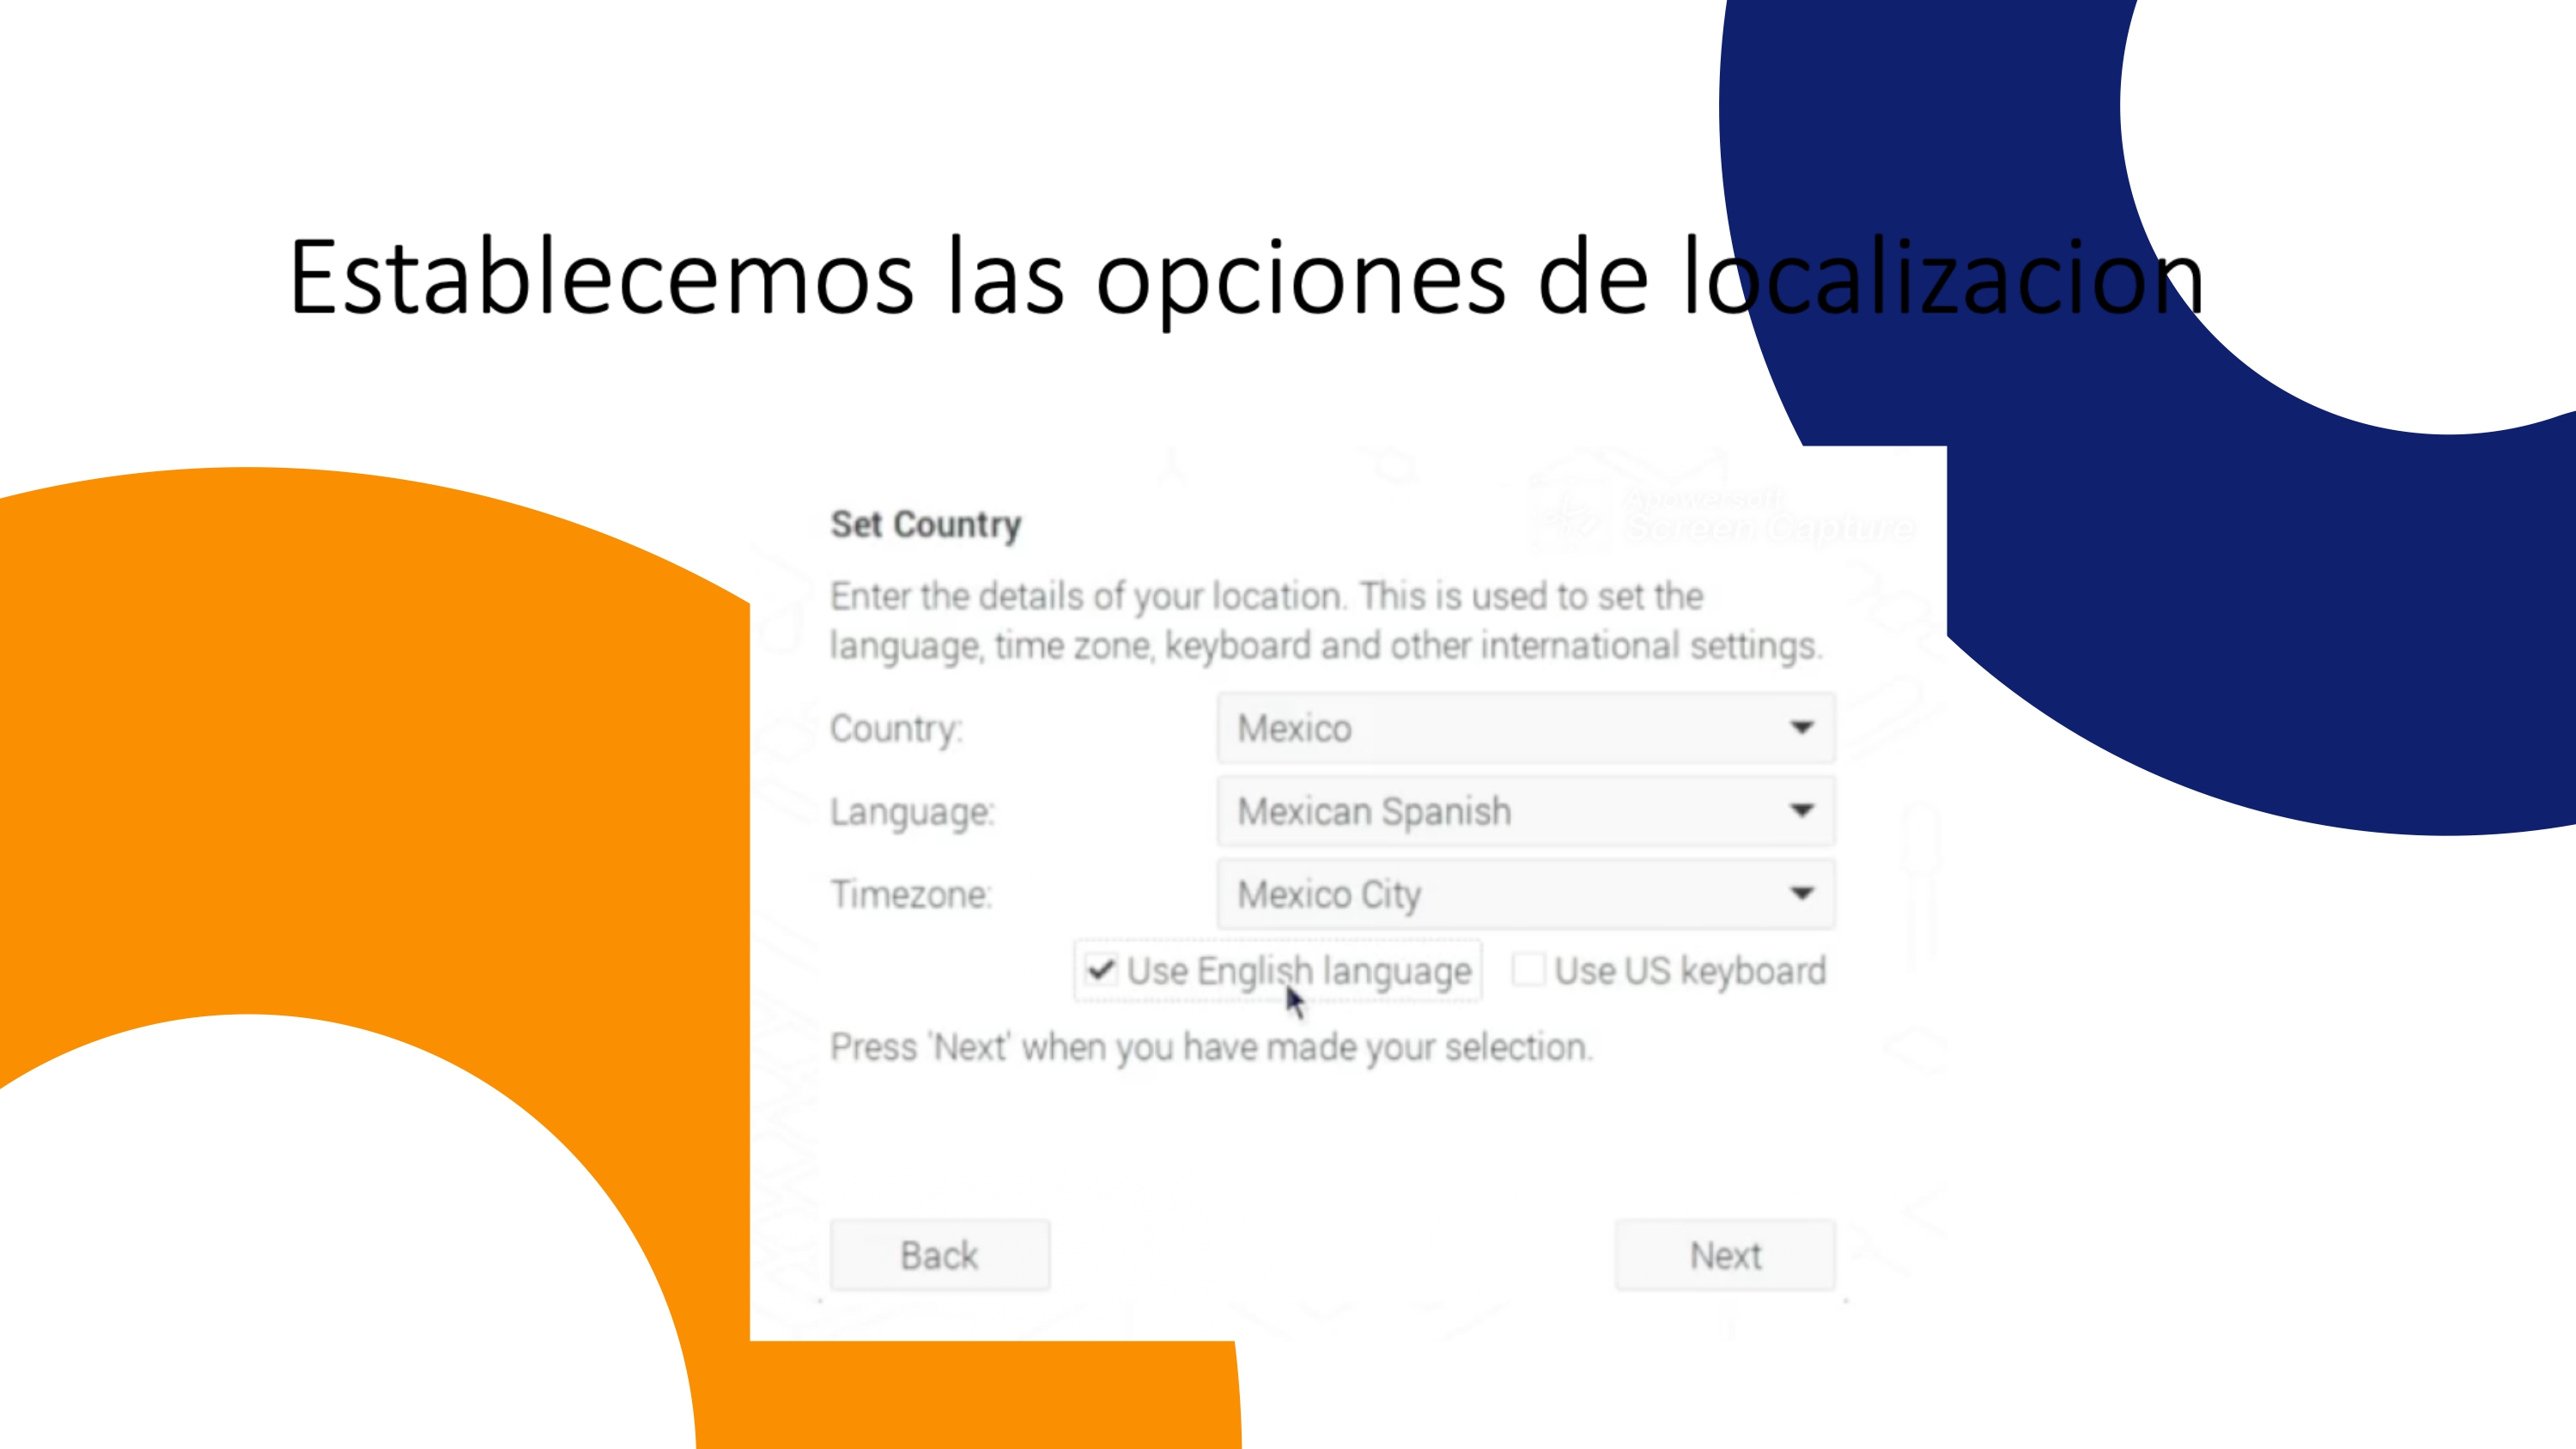 Establecemos las opciones de localizacion
Screen Capture
Set Country
Enter the details of your location. This is used to set the
language, time zone, keyboard and other international settings.
Country: Mexico
Language: Mexican Spanish
Timezone: Mexico City
Use English language Use US keyboard
Press 'Next' when you have made your selection.
Back Next